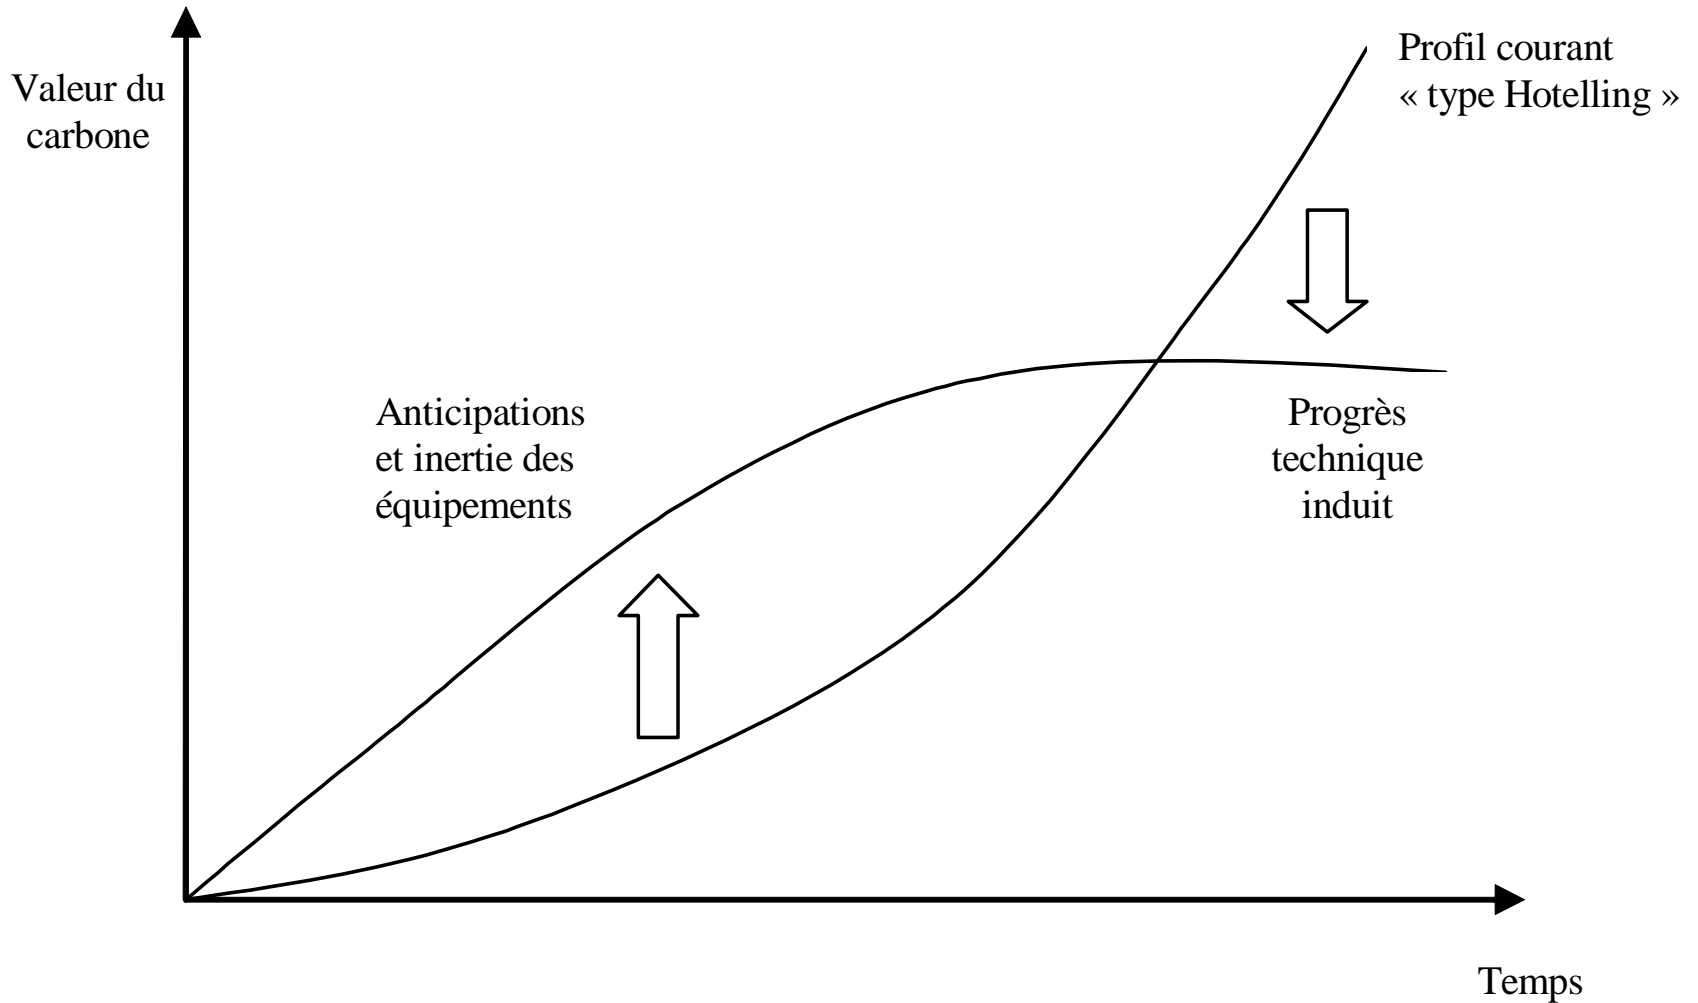 Valeur du
carbone
Profil courant
« type Hotelling »
Anticipations
et inertie des
équipements
Progrès
technique
induit
Temps